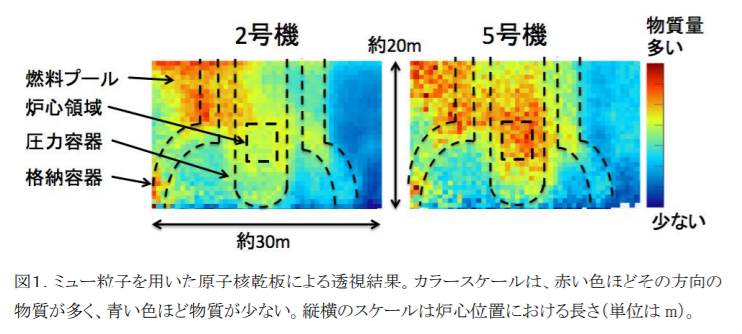 2号機
5号機
物質量
多い
約20m
燃料プール
炉心領域
圧力容器
格納容器
少ない
約30m
図1. ミュー粒子を用いた原子核乾板による透視結果。カラースケールは、赤い色ほどその方向の
物質が多く、青い色ほど物質が少ない。縦横のスケールは炉心位置における長さ(単位は m)。